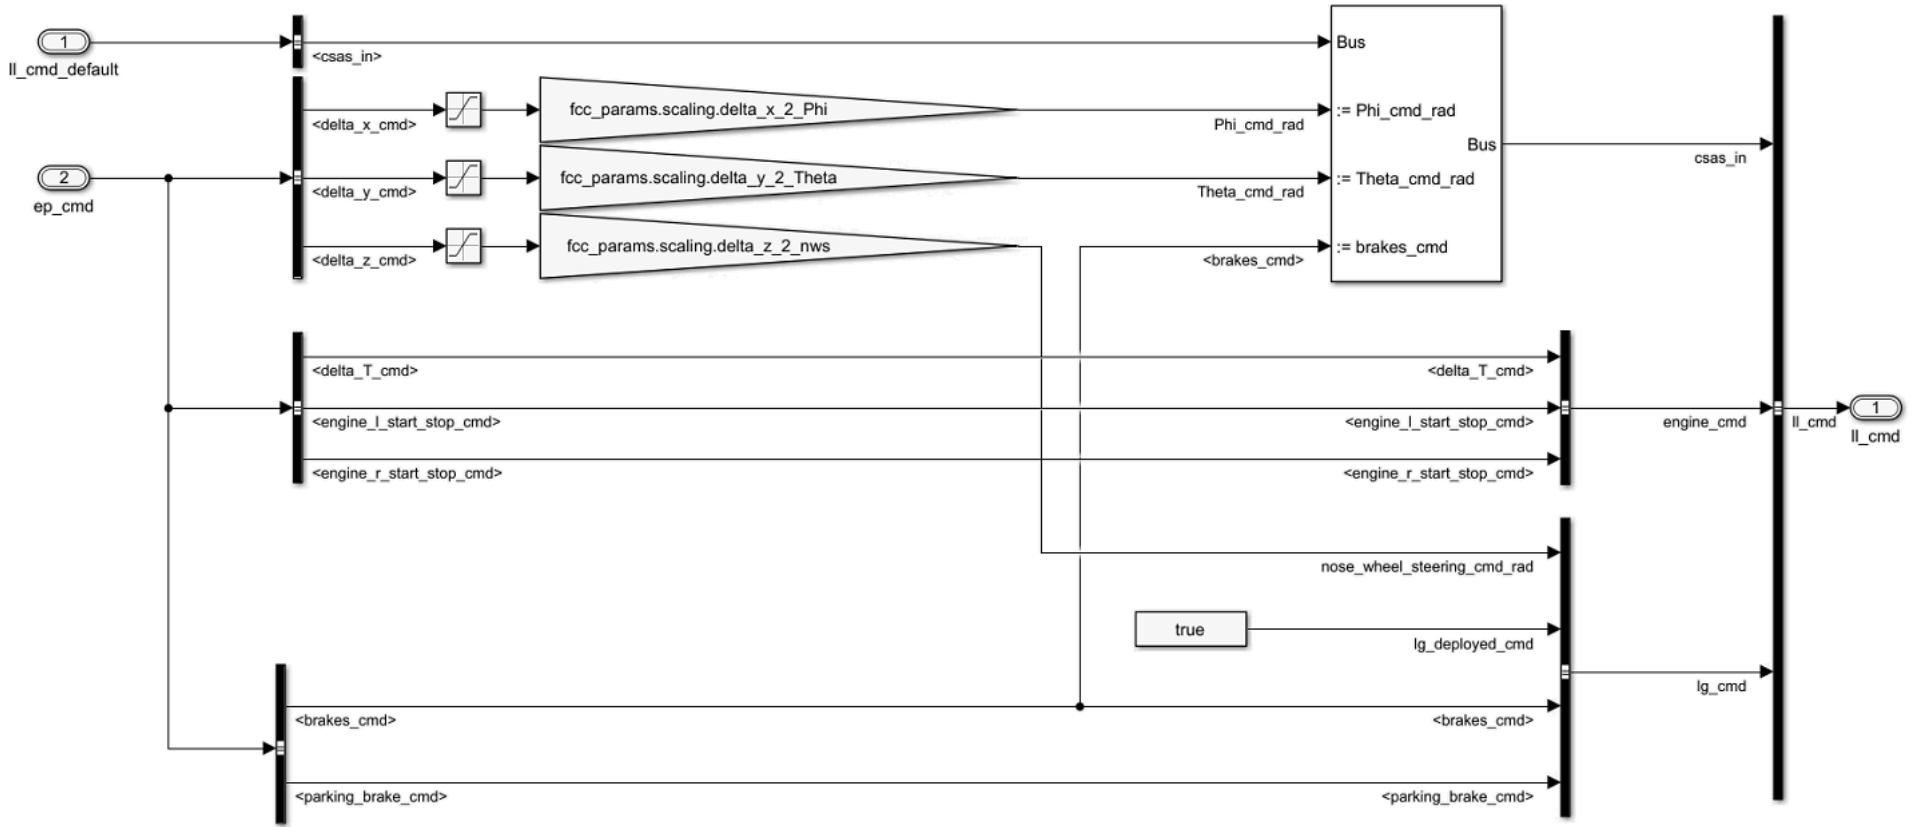 1
ll_cmd_default
<csas_in>
Bus
fcc_params.scaling.delta_x_2_Phi
<delta_x_cmd>
Phi_cmd_rad
:= Phi_cmd_rad
Bus
csas_in
2
ep_cmd
fcc_params.scaling.delta_y_2_Theta
<delta_y_cmd>
Theta_cmd_rad
:= Theta_cmd_rad
fcc_params.scaling.delta_z_2_nws
<delta_z_cmd>
<brakes_cmd>
:= brakes_cmd
<delta_T_cmd>
<delta_T_cmd>
<engine_l_start_stop_cmd>
<engine_l_start_stop_cmd>
engine_cmd
ll_cmd
1
ll_cmd
<engine_r_start_stop_cmd>
<engine_r_start_stop_cmd>
nose_wheel_steering_cmd_rad
true
lg_deployed_cmd
lg_cmd
<brakes_cmd>
<brakes_cmd>
<parking_brake_cmd>
<parking_brake_cmd>